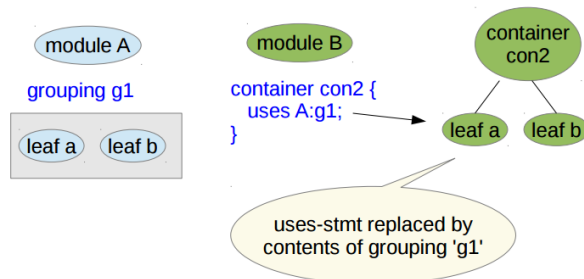 module A
grouping g1
leaf a
leaf b
module B
container con2 {
uses A:g1;
}
container
con2
leaf a
leaf b
uses-stmt replaced by
contents of grouping 'g1'